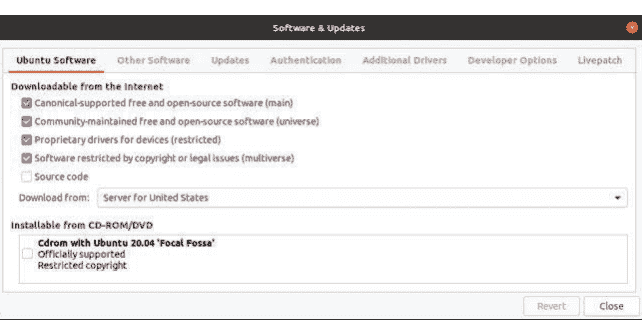 Software & Updates
Ubuntu Software Other Software Updates Authentication Additional Drivers Developer Options Livepatch
Downloadable from the Internet
Canonical-supported free and open-source software (main)
Community-maintained free and open-source software (universe)
Proprietary drivers for devices (restricted)
Software restricted by copyright or legal issues (multiverse)
Source code
Download from: Server for United States
Installable from CD-ROM/DVD
Cdrom with Ubuntu 20.04 'Focal Fossa'
Officially supported
Restricted copyright
Revert Close